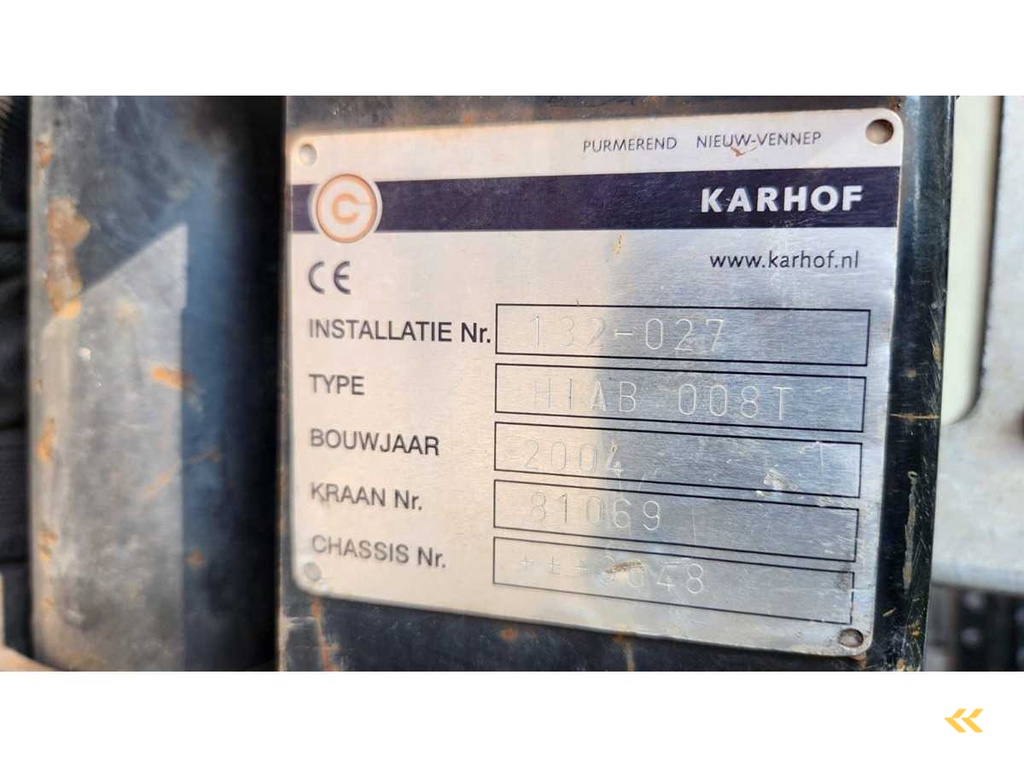 PURMEREND NIEUW-VENNEP
KARHOF
www.karhof.nl
CE
INSTALLATIE Nr. 132-027
TYPE HIAB 008T
BOUWJAAR 2004
KRAAN Nr. 81069
CHASSIS Nr.